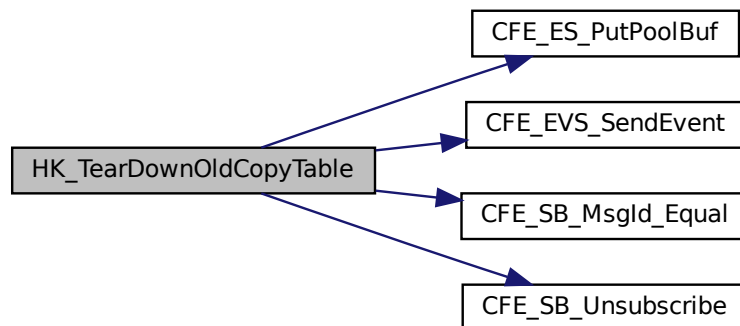 CFE_ES_PutPoolBuf
CFE_EVS_SendEvent
HK_TearDownOldCopyTable
CFE_SB_MsgId_Equal
CFE_SB_Unsubscribe